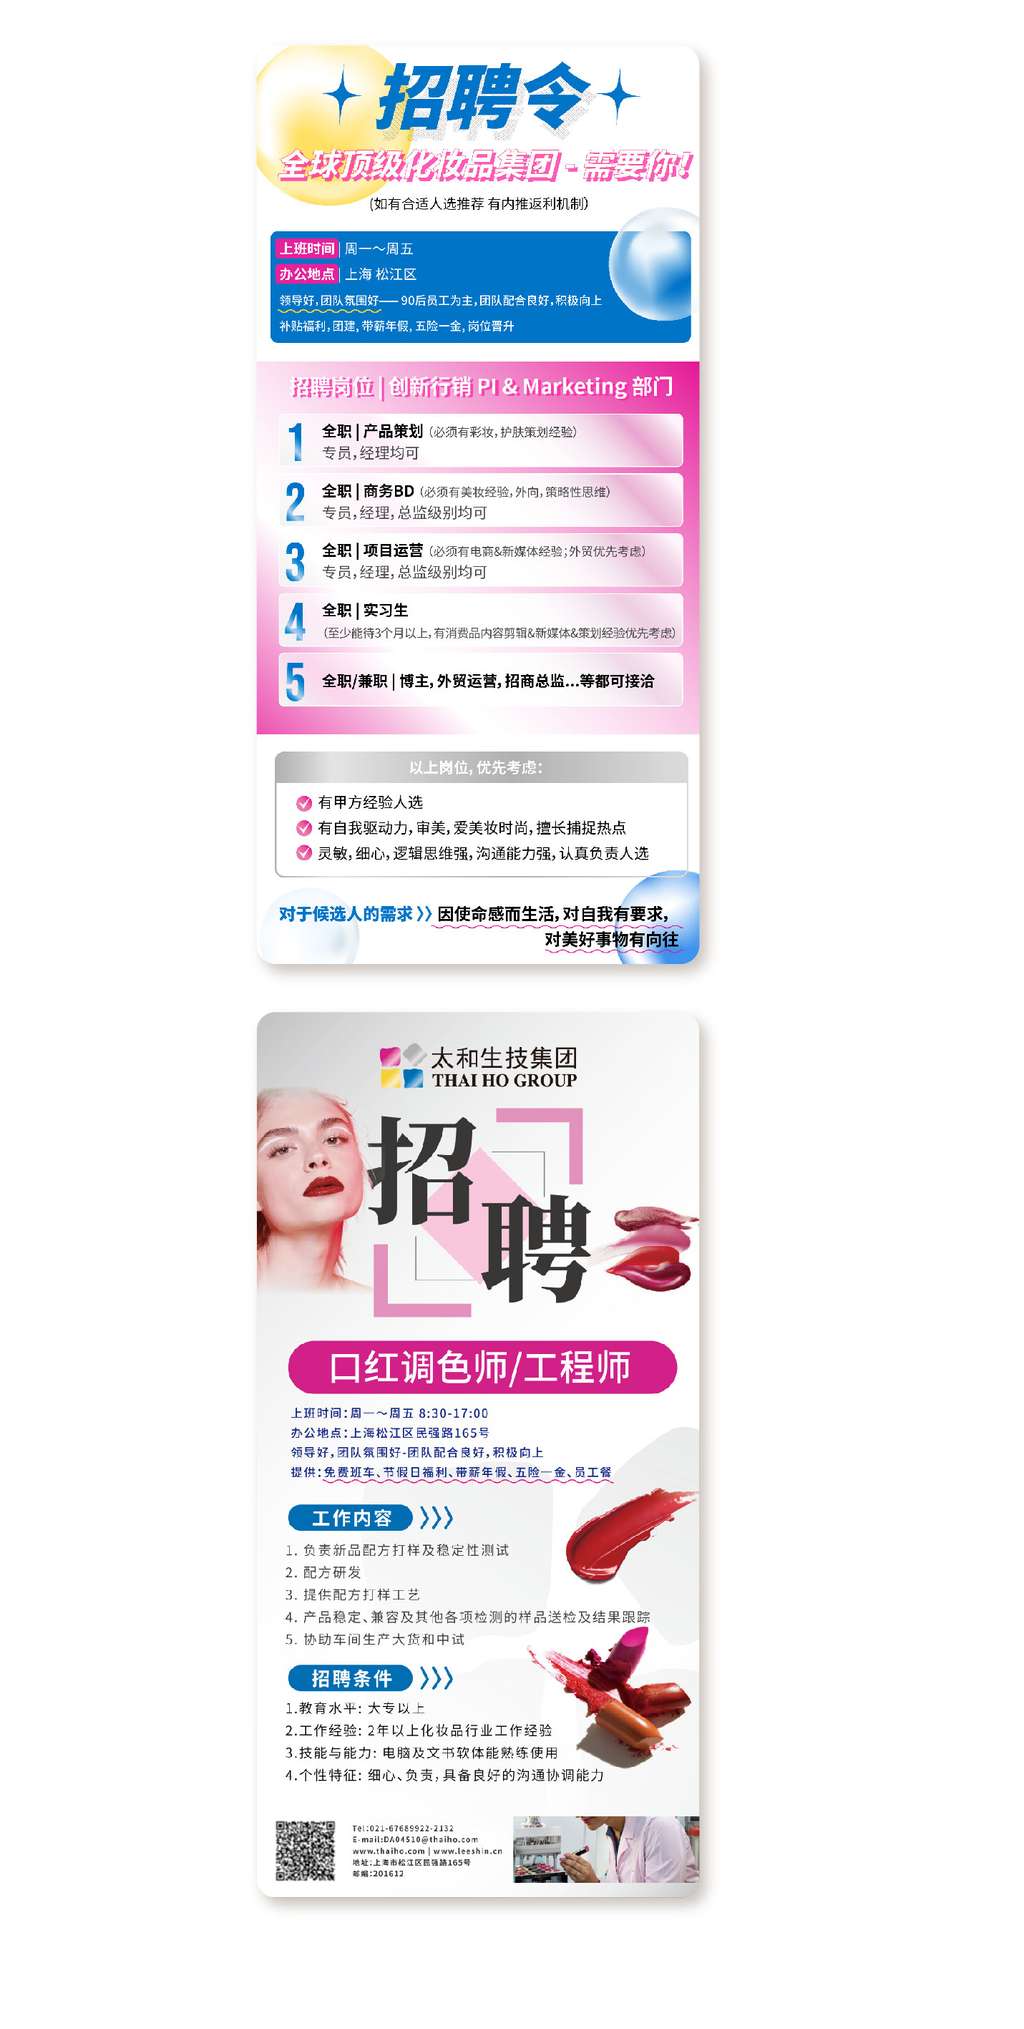 招聘令
全球顶级化妆品集团 - 需要你!
(如有合适人选推荐 有内推返利机制)
上班时间 | 周一～周五
办公地点 | 上海 松江区
领导好, 团队氛围好—— 90后员工为主, 团队配合良好, 积极向上
补贴福利, 团建, 带薪年假, 五险一金, 岗位晋升
招聘岗位 | 创新行销 PI & Marketing 部门
1 全职 | 产品策划 (必须有彩妆, 护肤策划经验)
专员, 经理均可
2 全职 | 商务BD (必须有美妆经验, 外向, 策略性思维)
专员, 经理, 总监级别均可
3 全职 | 项目运营 (必须有电商&新媒体经验; 外贸优先考虑)
专员, 经理, 总监级别均可
4 全职 | 实习生
(至少能待3个月以上, 有消费品内容剪辑&新媒体&策划经验优先考虑)
5 全职/兼职 | 博主, 外贸运营, 招商总监...等都可接洽
以上岗位, 优先考虑:
有甲方经验人选
有自我驱动力, 审美, 爱美妆时尚, 擅长捕捉热点
灵敏, 细心, 逻辑思维强, 沟通能力强, 认真负责人选
对于候选人的需求 》 因使命感而生活, 对自我有要求,
对美好事物有向往
太和生技集团
THAI HO GROUP
招聘
口红调色师/工程师
上班时间: 周一～周五 8:30-17:00
办公地点: 上海松江区民强路165号
领导好, 团队氛围好-团队配合良好, 积极向上
提供: 免费班车、节假日福利、带薪年假、五险一金、员工餐
工作内容 》》》
1. 负责新品配方打样及稳定性测试
2. 配方研发
3. 提供配方打样工艺
4. 产品稳定、兼容及其他各项检测的样品送检及结果跟踪
5. 协助车间生产大货和中试
招聘条件 》》》
1.教育水平: 大专以上
2.工作经验: 2年以上化妆品行业工作经验
3.技能与能力: 电脑及文书软体能熟练使用
4.个性特征: 细心、负责, 具备良好的沟通协调能力
Tel:021-67689922-2132
E-mail:DA04510@thaiho.com
www.thaiho.com | www.leeshin.cn
地址: 上海市松江区民强路165号
邮编:201612